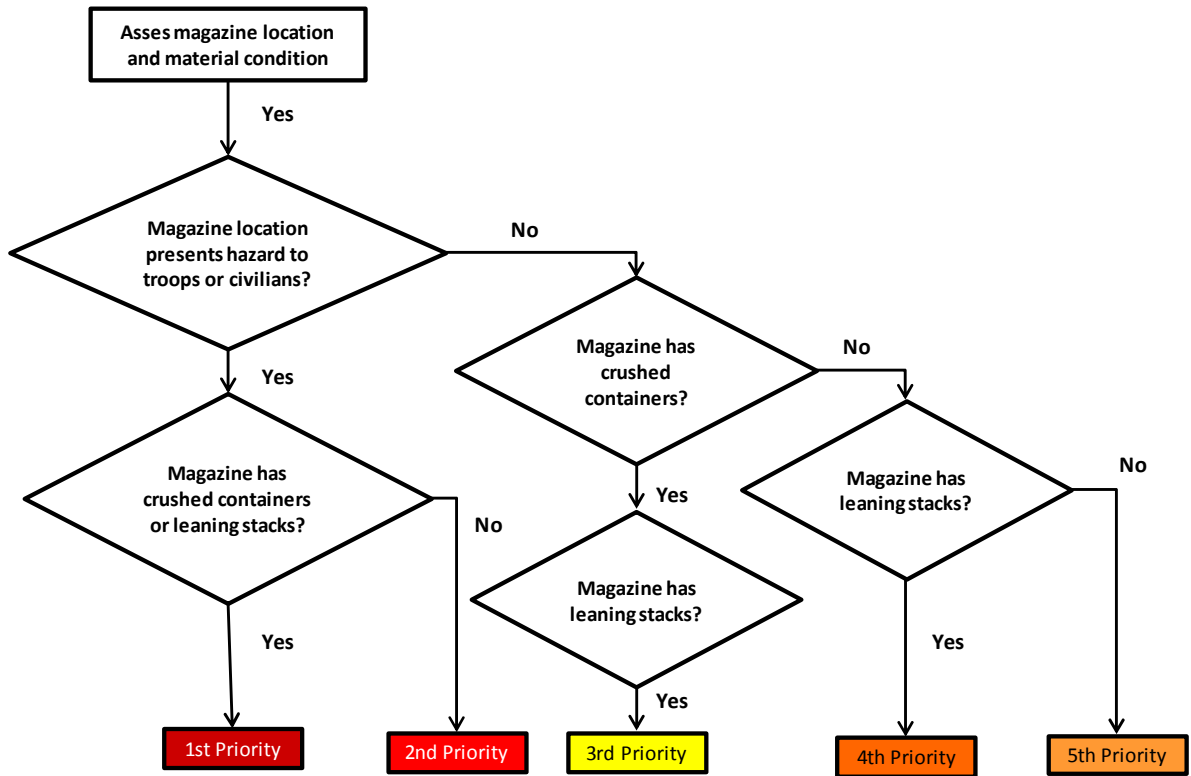 Asses magazine location
and material condition
Yes
Magazine location
presents hazard to
troops or civilians?
No
Yes
Magazine has
crushed
containers?
No
Magazine has
crushed containers
or leaning stacks?
No
Yes
Magazine has
leaning stacks?
Yes
Magazine has
leaning stacks?
No
Yes
Yes
1st Priority
2nd Priority
3rd Priority
4th Priority
5th Priority